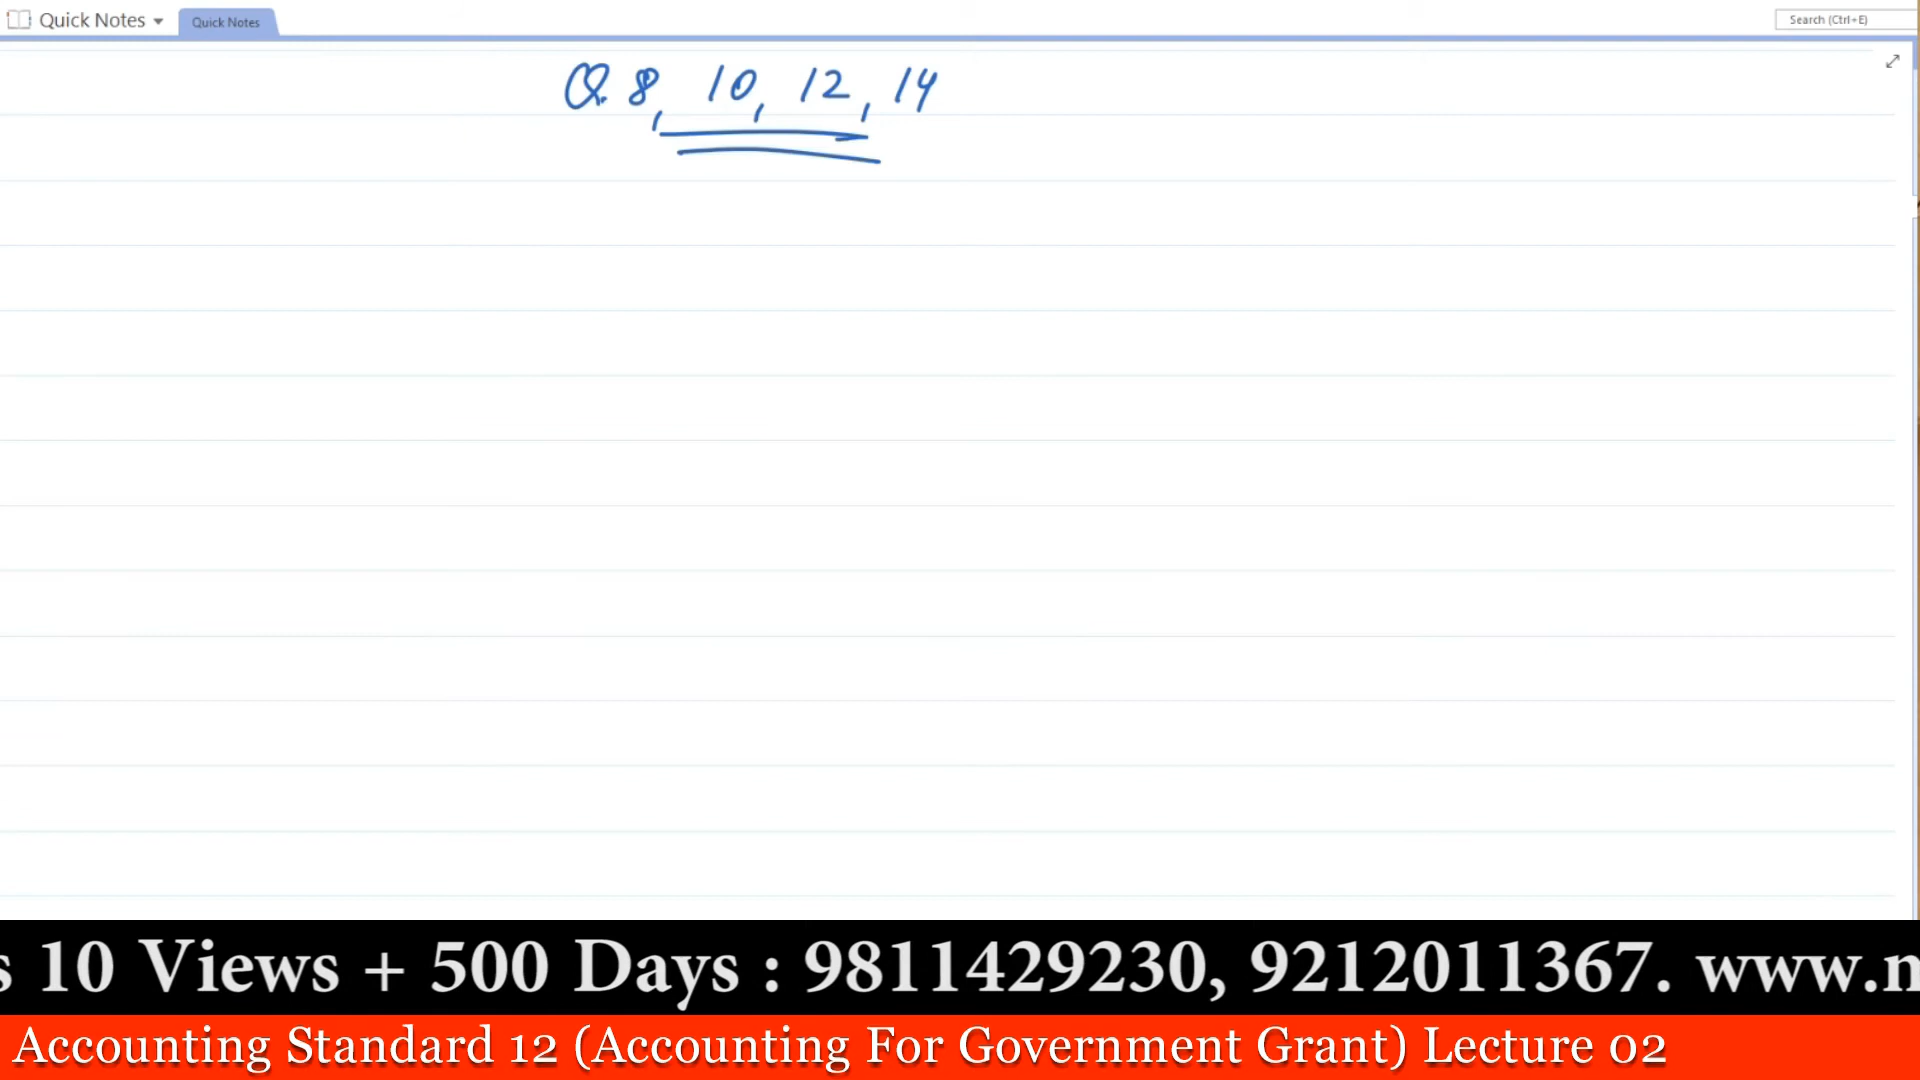 Quick Notes
Quick Notes
Search (Ctrl+E)
Q. 8, 10, 12, 14
s 10 Views + 500 Days : 9811429230, 9212011367. www.
Accounting Standard 12 (Accounting For Government Grant) Lecture 02